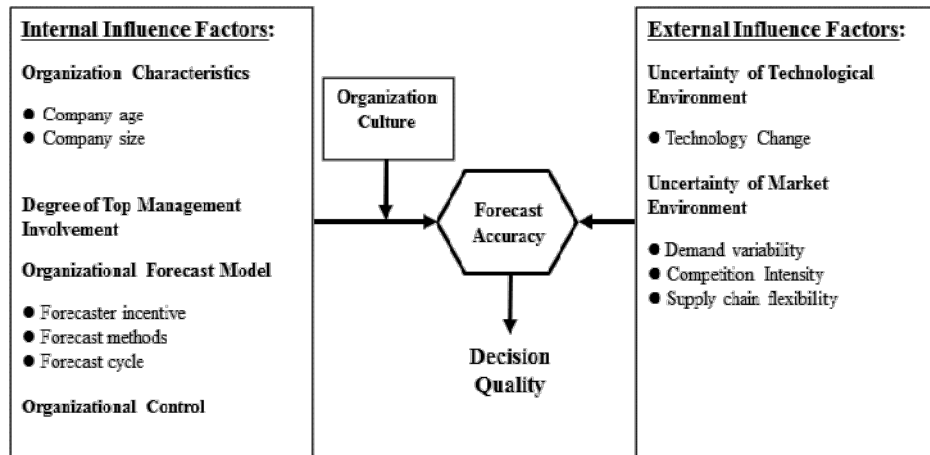 Internal Influence Factors:
Organization Characteristics
● Company age
● Company size
Degree of Top Management
Involvement
Organizational Forecast Model
● Forecaster incentive
● Forecast methods
● Forecast cycle
Organizational Control
Organization
Culture
Forecast
Accuracy
Decision
Quality
External Influence Factors:
Uncertainty of Technological
Environment
● Technology Change
Uncertainty of Market
Environment
● Demand variability
● Competition Intensity
● Supply chain flexibility